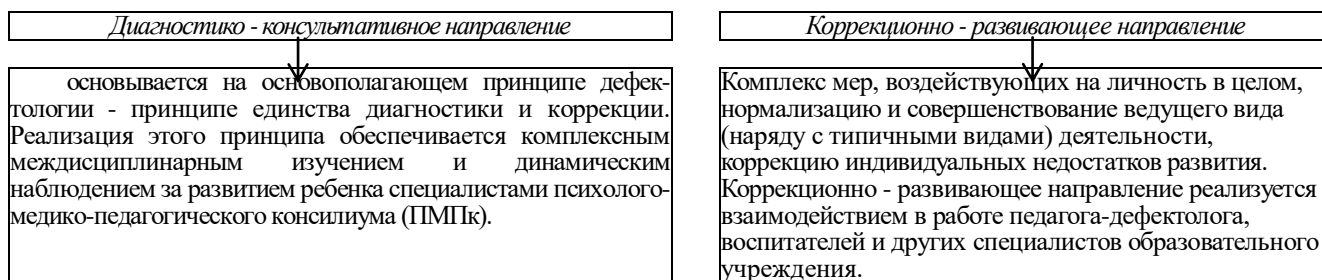 Диагностико - консультативное направление
основывается на основополагающем принципе дефек-
тологии - принципе единства диагностики и коррекции.
Реализация этого принципа обеспечивается комплексным
междисциплинарным изучением и динамическим
наблюдением за развитием ребенка специалистами психолого-
медико-педагогического консилиума (ПМПк).
Коррекционно - развивающее направление
Комплекс мер, воздействующих на личность в целом,
нормализацию и совершенствование ведущего вида
(наряду с типичными видами) деятельности,
коррекцию индивидуальных недостатков развития.
Коррекционно - развивающее направление реализуется
взаимодействием в работе педагога-дефектолога,
воспитателей и других специалистов образовательного
учреждения.